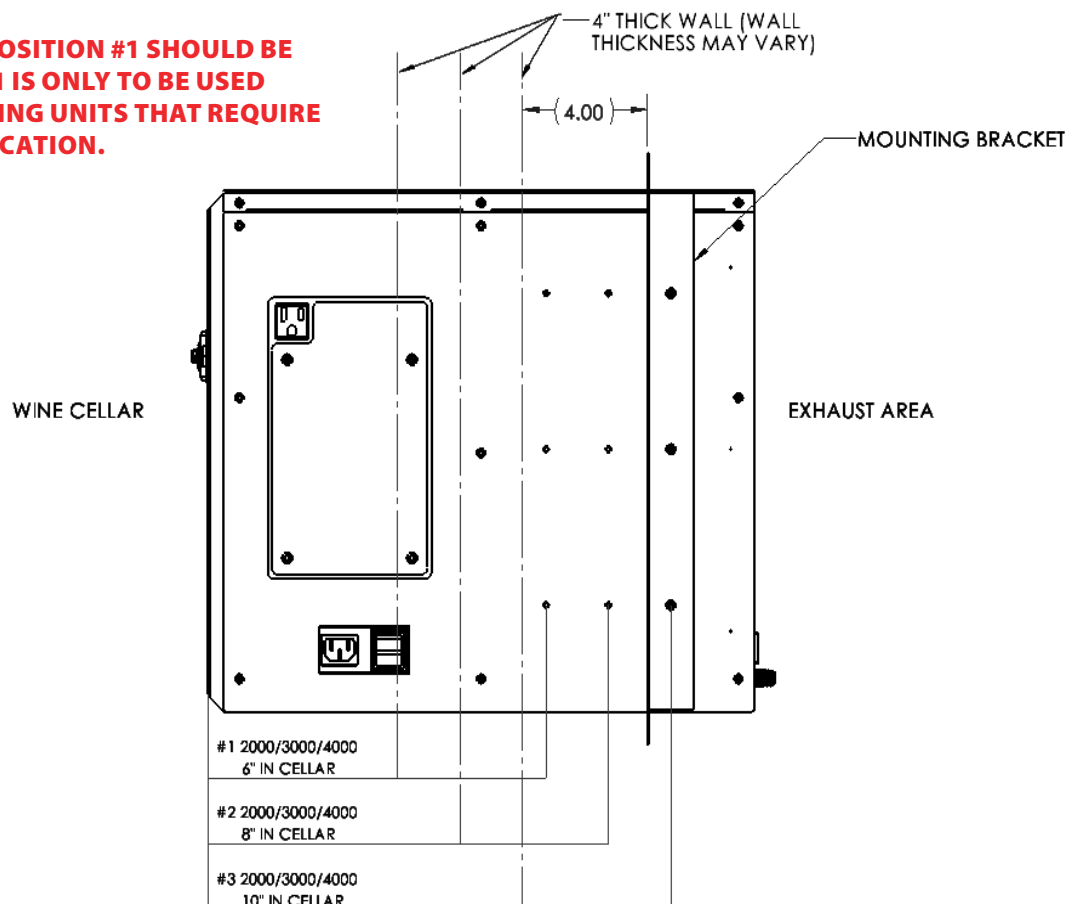 OSITION #1 SHOULD BE
IS ONLY TO BE USED
ING UNITS THAT REQUIRE
CATION.
4" THICK WALL (WALL
THICKNESS MAY VARY)
(4.00)
MOUNTING BRACKET
WINE CELLAR
EXHAUST AREA
#1 2000/3000/4000
6" IN CELLAR
#2 2000/3000/4000
8" IN CELLAR
#3 2000/3000/4000
10" IN CELLAR